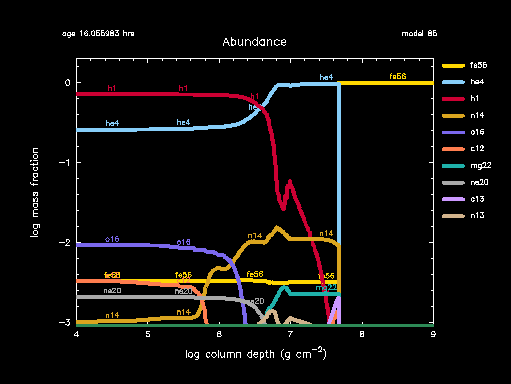 age 16.055983 hrs
model 85
Abundance
fe56
he4
h1
n14
o16
c12
mg22
ne20
c13
n13
0
-1
-2
-3
log mass fraction
h1 h1 h1
he4 he4 he4
fe56
o16 o16
fe56 fe56 fe56
ne20 ne20 ne20
n14 n14 n14 n14
mg22
4 5 6 7 8 9
log column depth (g cm-2)